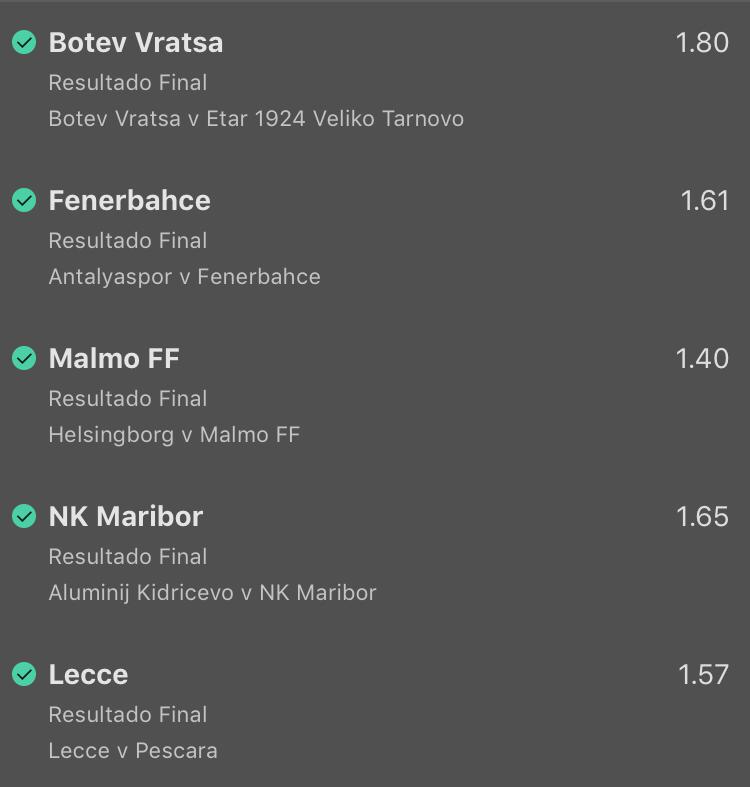 Botev Vratsa 1.80
Resultado Final
Botev Vratsa v Etar 1924 Veliko Tarnovo
Fenerbahce 1.61
Resultado Final
Antalyaspor v Fenerbahce
Malmo FF 1.40
Resultado Final
Helsingborg v Malmo FF
NK Maribor 1.65
Resultado Final
Aluminij Kidricevo v NK Maribor
Lecce 1.57
Resultado Final
Lecce v Pescara